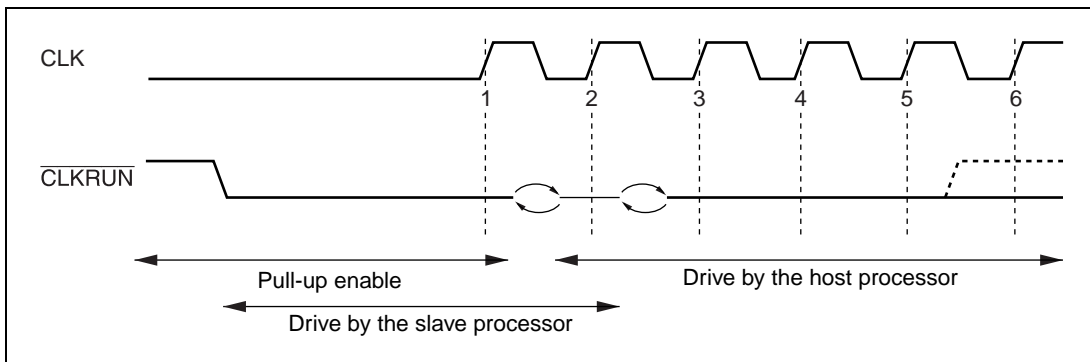 CLK
1 2 3 4 5 6
CLKRUN
Pull-up enable
Drive by the host processor
Drive by the slave processor